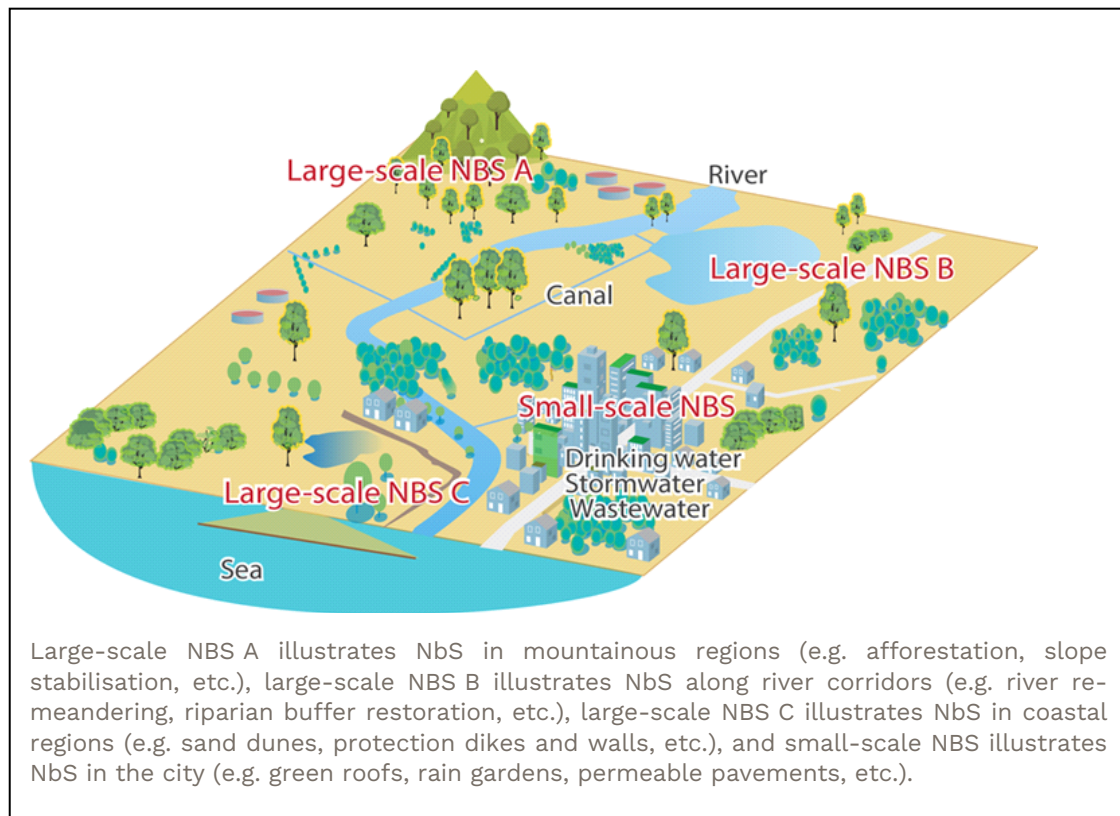 Large-scale NBS A
River
Large-scale NBS B
Canal
Small-scale NBS
Drinking water
Stormwater
Wastewater
Large-scale NBS C
Sea
Large-scale NBS A illustrates NbS in mountainous regions (e.g. afforestation, slope
stabilisation, etc.), large-scale NBS B illustrates NbS along river corridors (e.g. river re-
meandering, riparian buffer restoration, etc.), large-scale NBS C illustrates NbS in coastal
regions (e.g. sand dunes, protection dikes and walls, etc.), and small-scale NBS illustrates
NbS in the city (e.g. green roofs, rain gardens, permeable pavements, etc.).